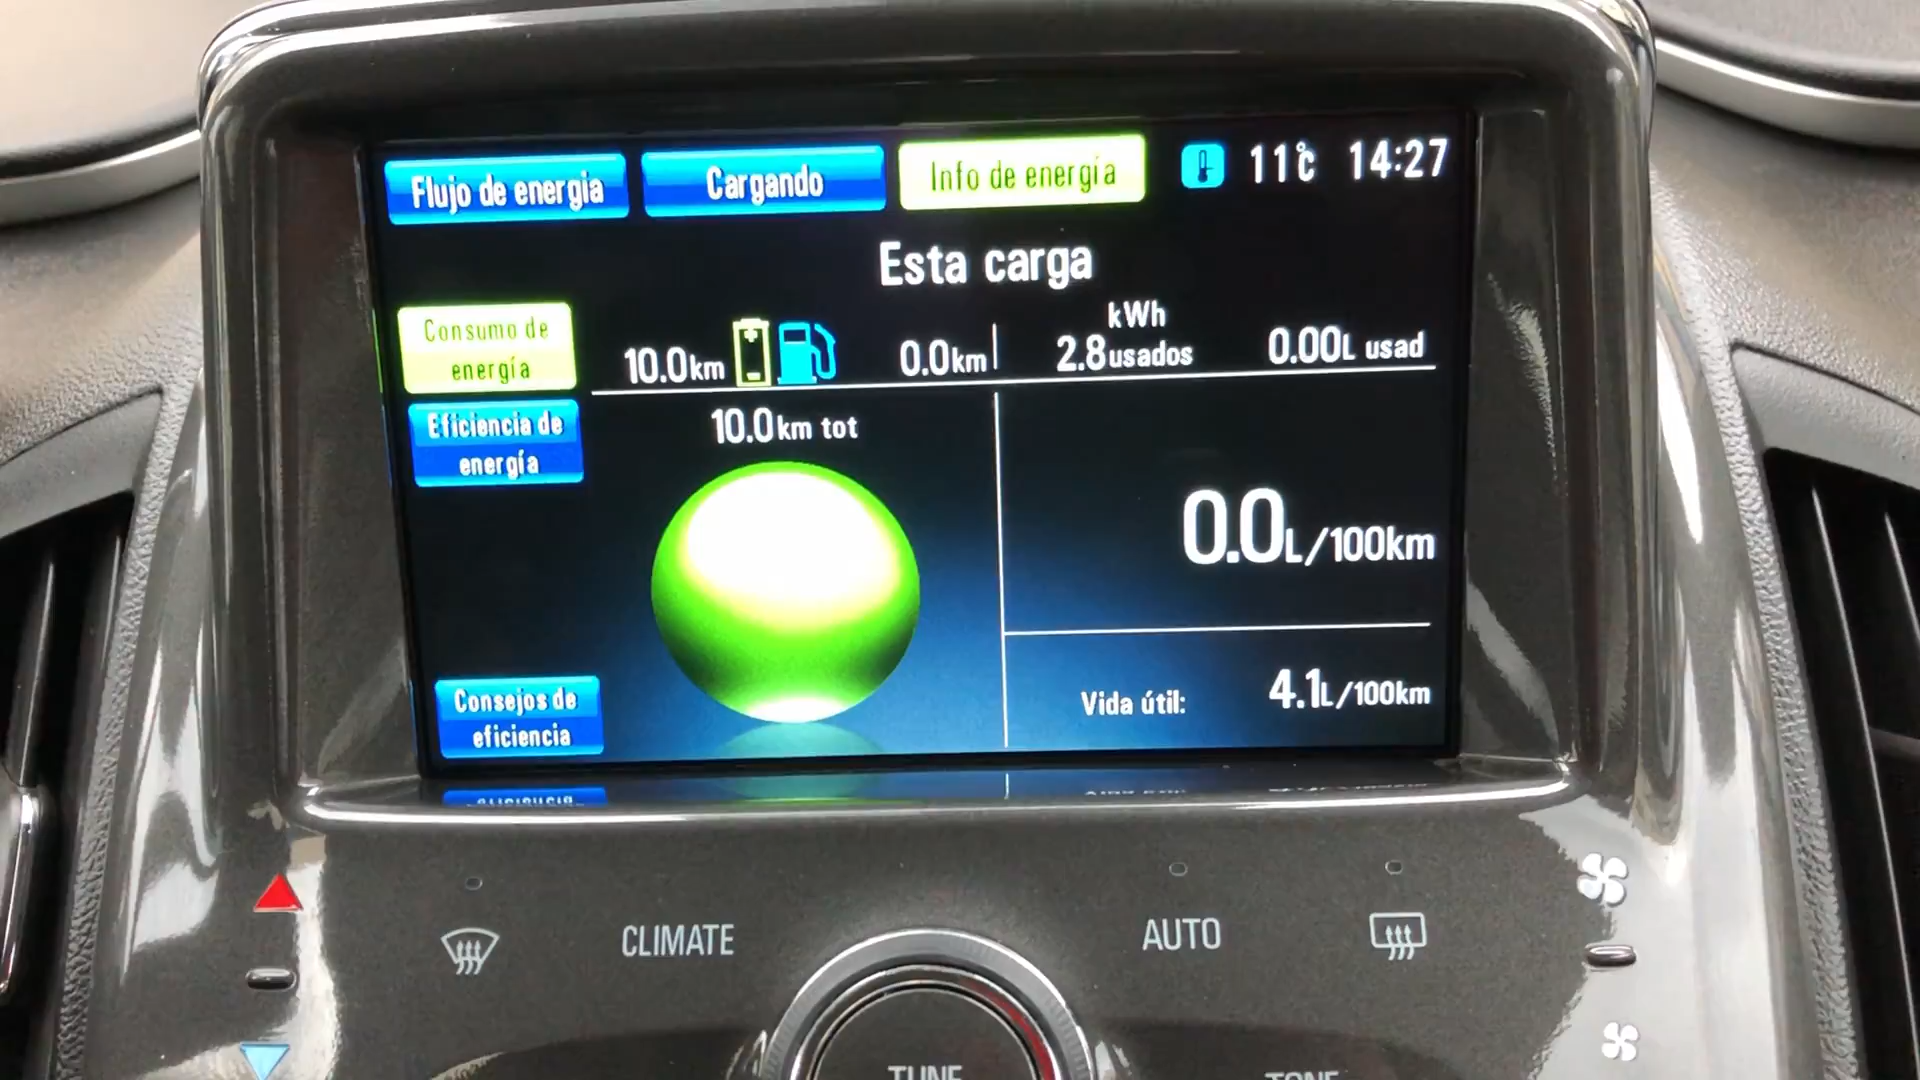 Flujo de energia
Cargando
Info de energía
11°C
14:27
Esta carga
Consumo de
energía
10.0km
0.0km
kWh
2.8usados
0.00L usad
Eficiencia de
energía
10.0km tot
0.0L/100km
Consejos de
eficiencia
Vida útil:
4.1L/100km
CLIMATE
AUTO
TUNE
TONE